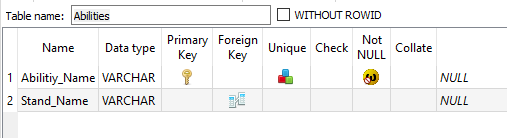 Table name: Abilities WITHOUT ROWID
Name Data type Primary Key Foreign Key Unique Check Not NULL Collate
1 Abilitiy_Name VARCHAR NULL
2 Stand_Name VARCHAR NULL